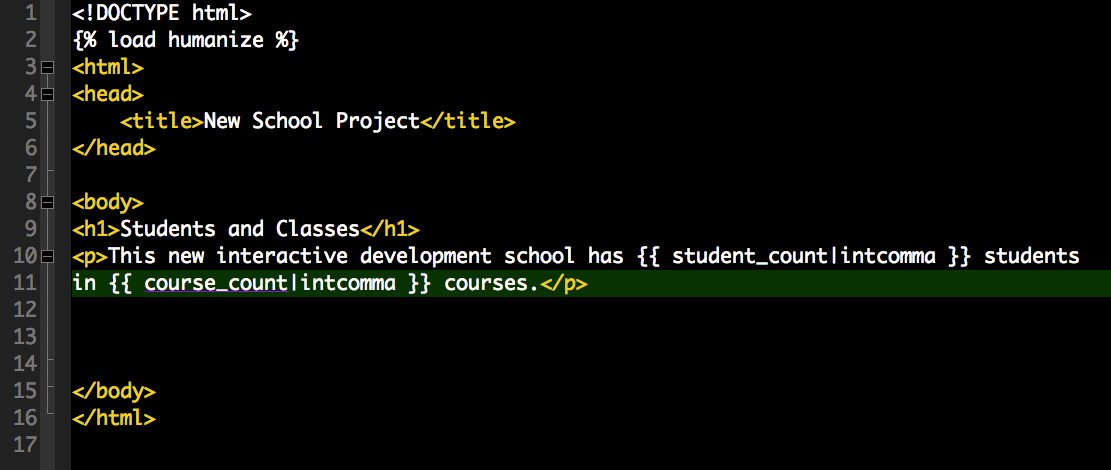 1 <!DOCTYPE html>
2 {% load humanize %}
3 <html>
4 <head>
5 <title>New School Project</title>
6 </head>
7
8 <body>
9 <h1>Students and Classes</h1>
10 <p>This new interactive development school has {{ student_count|intcomma }} students
11 in {{ course_count|intcomma }} courses.</p>
12
13
14
15 </body>
16 </html>
17